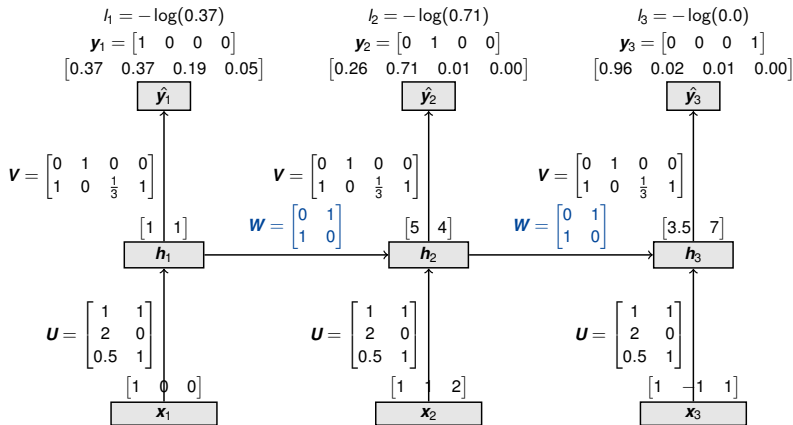 l₁ = −log(0.37) l₂ = −log(0.71) l₃ = −log(0.0)
y₁ = [1 0 0 0] y₂ = [0 1 0 0] y₃ = [0 0 0 1]
[0.37 0.37 0.19 0.05] [0.26 0.71 0.01 0.00] [0.96 0.02 0.01 0.00]
ŷ₁ ŷ₂ ŷ₃
V = [0 1 0 0; 1 0 1/3 1] V = [0 1 0 0; 1 0 1/3 1] V = [0 1 0 0; 1 0 1/3 1]
[1 1] W = [0 1; 1 0] [5 4] W = [0 1; 1 0] [3.5 7]
h₁ h₂ h₃
U = [1 1; 2 0; 0.5 1] U = [1 1; 2 0; 0.5 1] U = [1 1; 2 0; 0.5 1]
[1 0 0] [1 1 2] [1 −1 1]
x₁ x₂ x₃